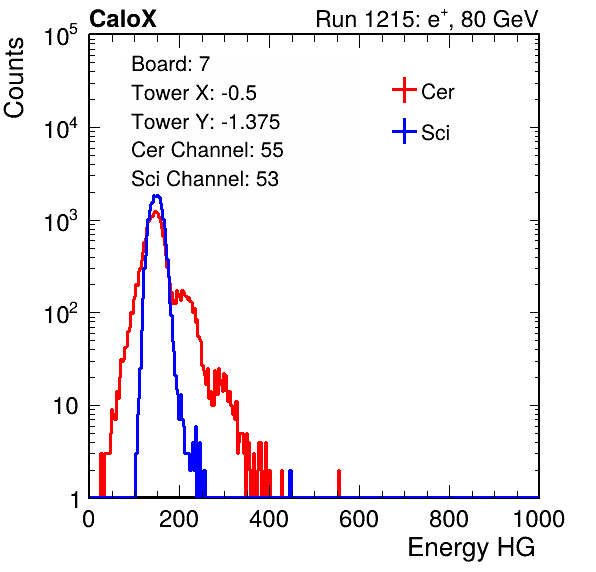 CaloX Run 1215: e⁺, 80 GeV
Counts
Board: 7
Tower X: -0.5
Tower Y: -1.375
Cer Channel: 55
Sci Channel: 53
Cer
Sci
10⁵
10⁴
10³
10²
10
1
0 200 400 600 800 1000
Energy HG